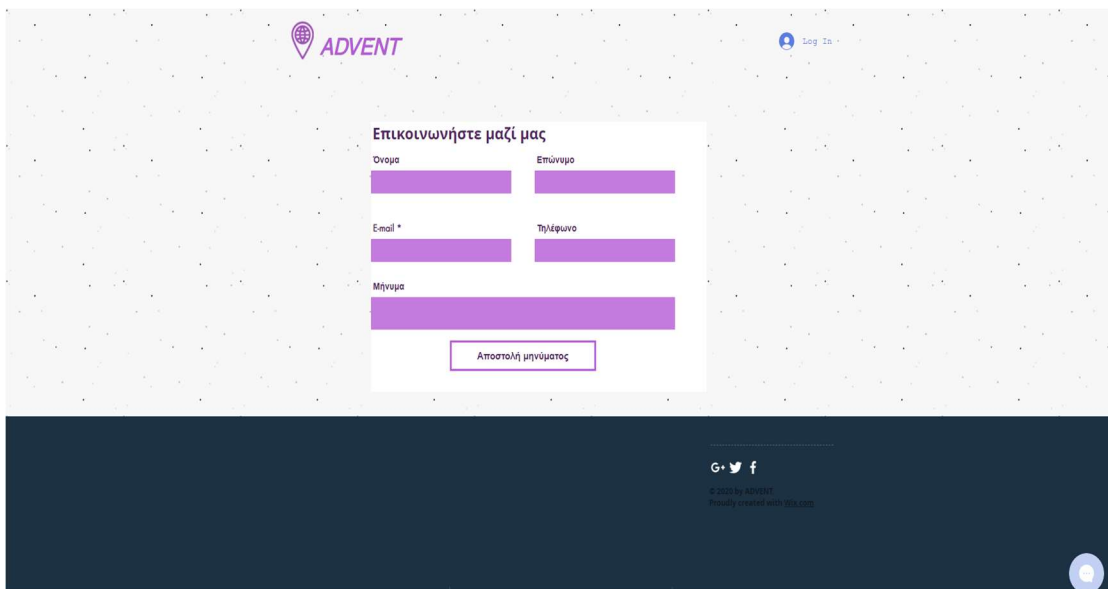 ADVENT
Log In
Επικοινωνήστε μαζί μας
Όνομα
Επώνυμο
E-mail *
Τηλέφωνο
Μήνυμα
Αποστολή μηνύματος
G+
© 2020 by ADVENT.
Proudly created with Wix.com